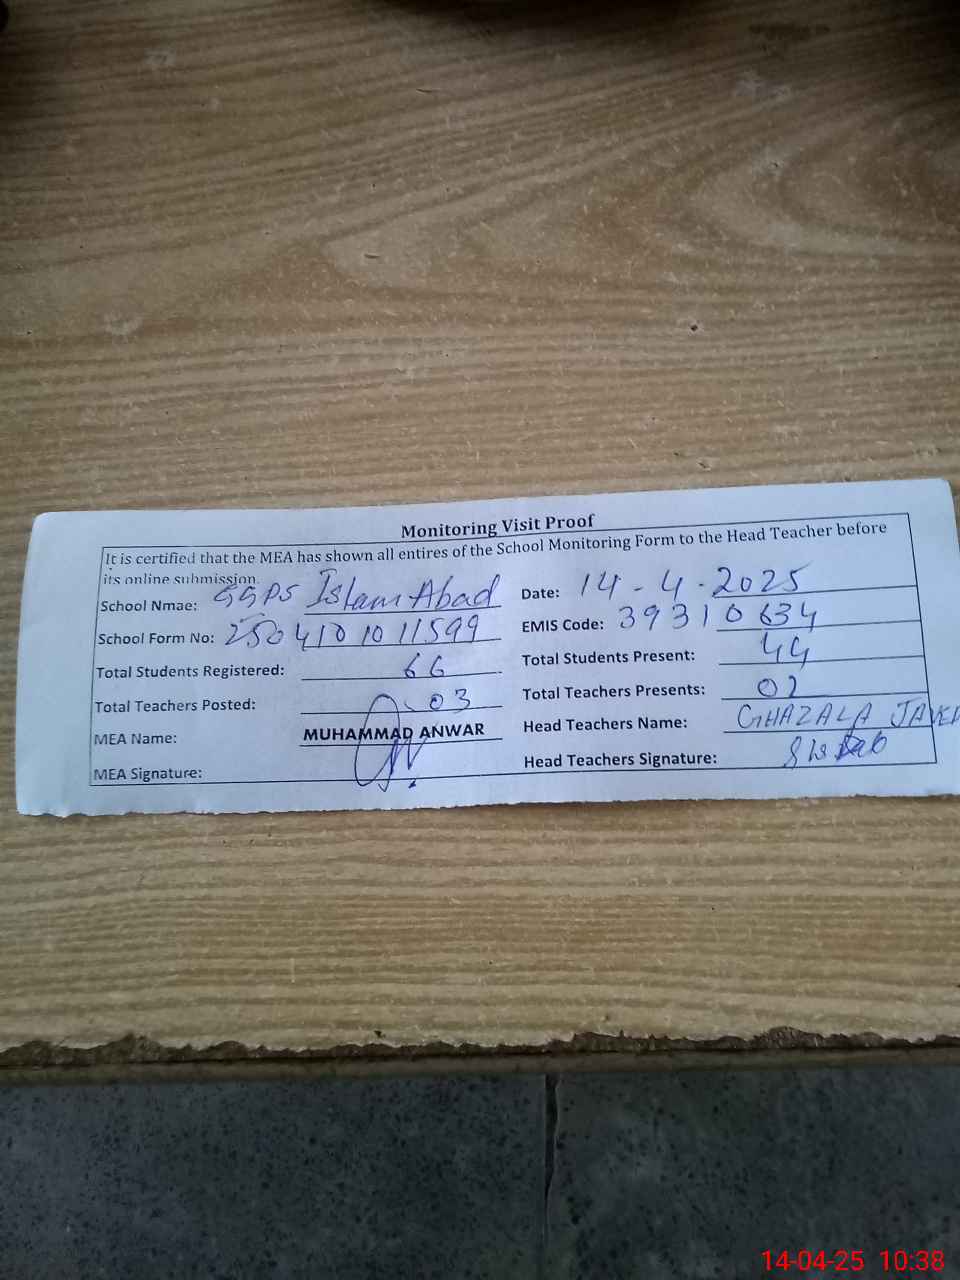 Monitoring Visit Proof
It is certified that the MEA has shown all entires of the School Monitoring Form to the Head Teacher before
its online submission.
School Nmae: GGPS Islam Abad Date: 14-4-2025
School Form No: 2504101011599 EMIS Code: 39310634
Total Students Registered: 66 Total Students Present: 44
Total Teachers Posted: 03 Total Teachers Presents: 02
MEA Name: MUHAMMAD ANWAR Head Teachers Name: GHAZALA JAVED
MEA Signature: Head Teachers Signature:
14-04-25 10:38